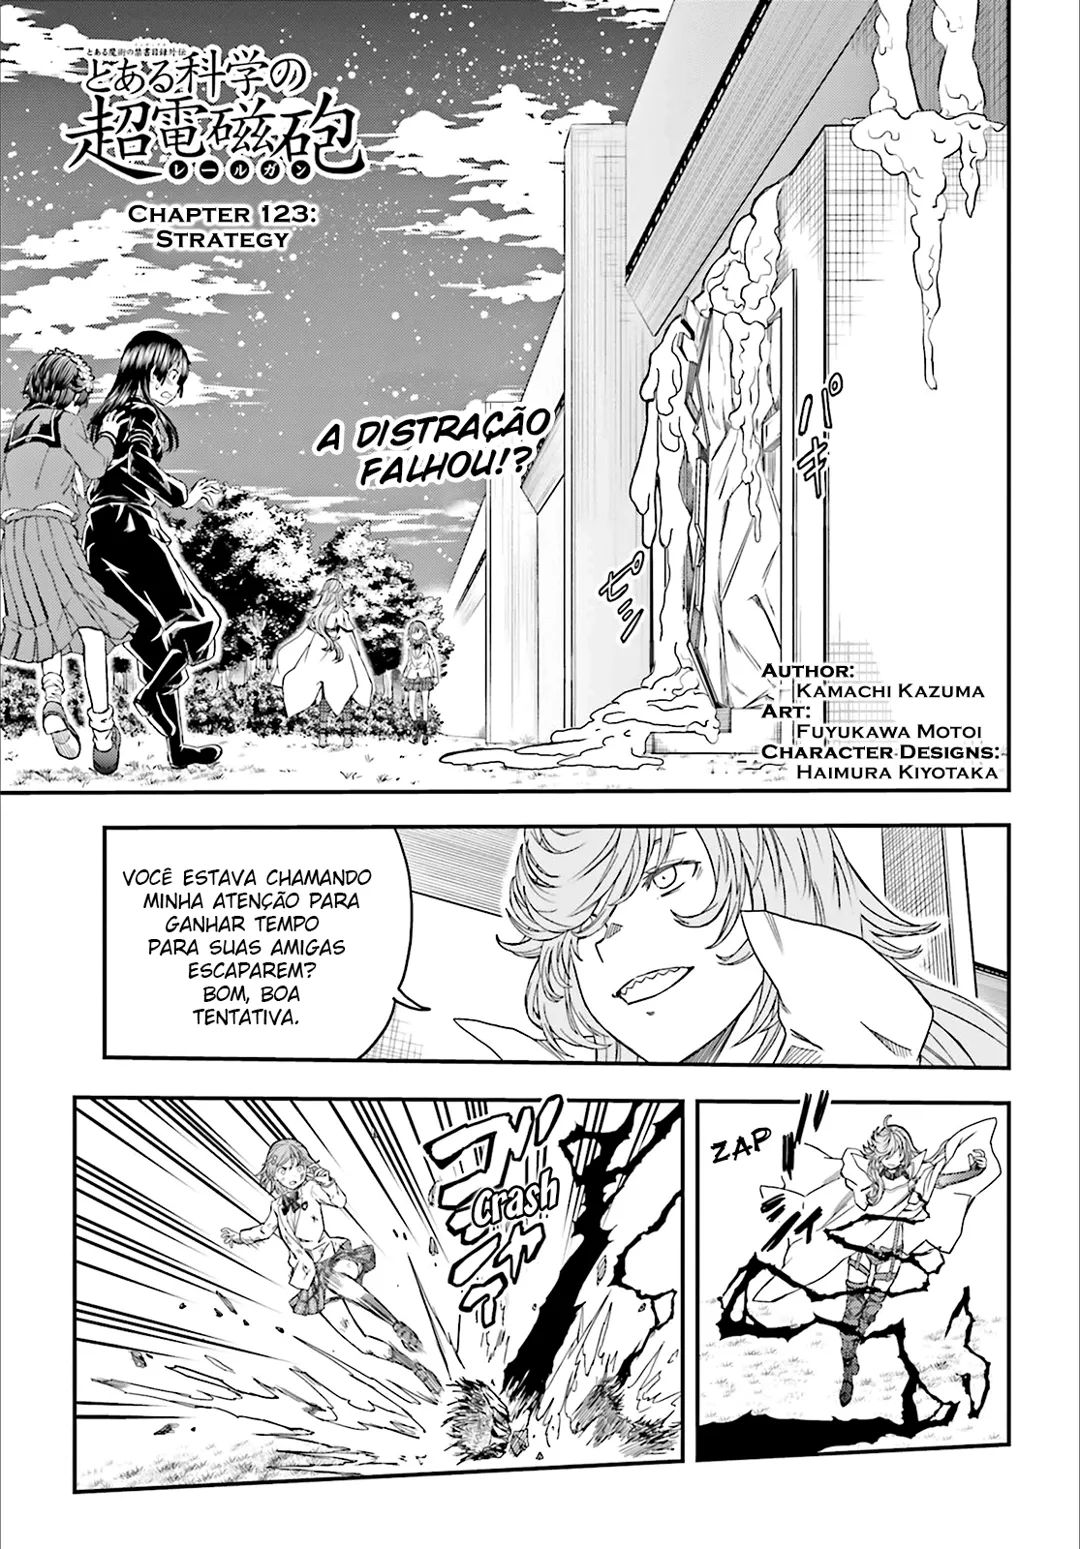 とある魔術の禁書目録外伝
とある科学の
超電磁砲
レールガン
CHAPTER 123:
STRATEGY
A DISTRAÇÃO
FALHOU!?
パキ
ピシ
AUTHOR:
KAMACHI KAZUMA
ART:
FUYUKAWA MOTOI
CHARACTER DESIGNS:
HAIMURA KIYOTAKA
VOCÊ ESTAVA CHAMANDO
MINHA ATENÇÃO PARA
GANHAR TEMPO
PARA SUAS AMIGAS
ESCAPAREM?
BOM, BOA
TENTATIVA.
Crash
ZAP